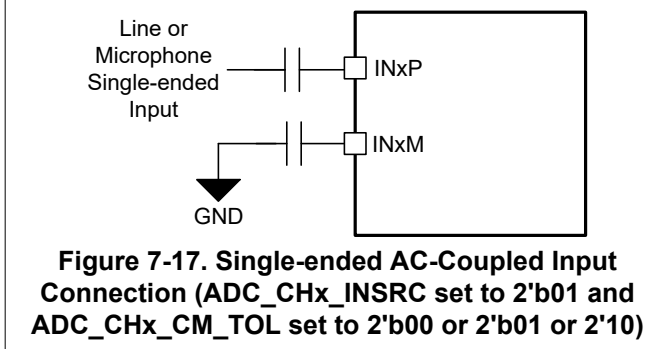 Line or
Microphone
Single-ended
Input
INxP
INxM
GND
Figure 7-17. Single-ended AC-Coupled Input
Connection (ADC_CHx_INSRC set to 2'b01 and
ADC_CHx_CM_TOL set to 2'b00 or 2'b01 or 2'10)